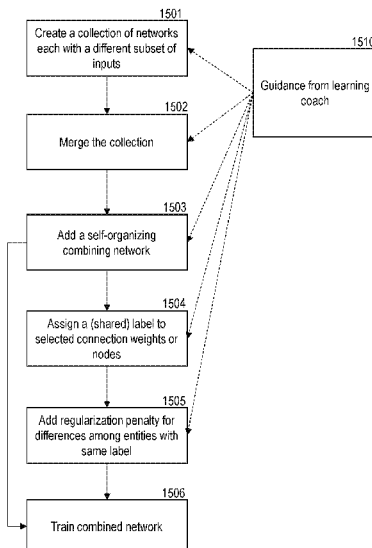 1501
Create a collection of networks
each with a different subset of
inputs
1510
Guidance from learning
coach
1502
Merge the collection
1503
Add a self-organizing
combining network
1504
Assign a (shared) label to
selected connection weights or
nodes
1505
Add regularization penalty for
differences among entities with
same label
1506
Train combined network